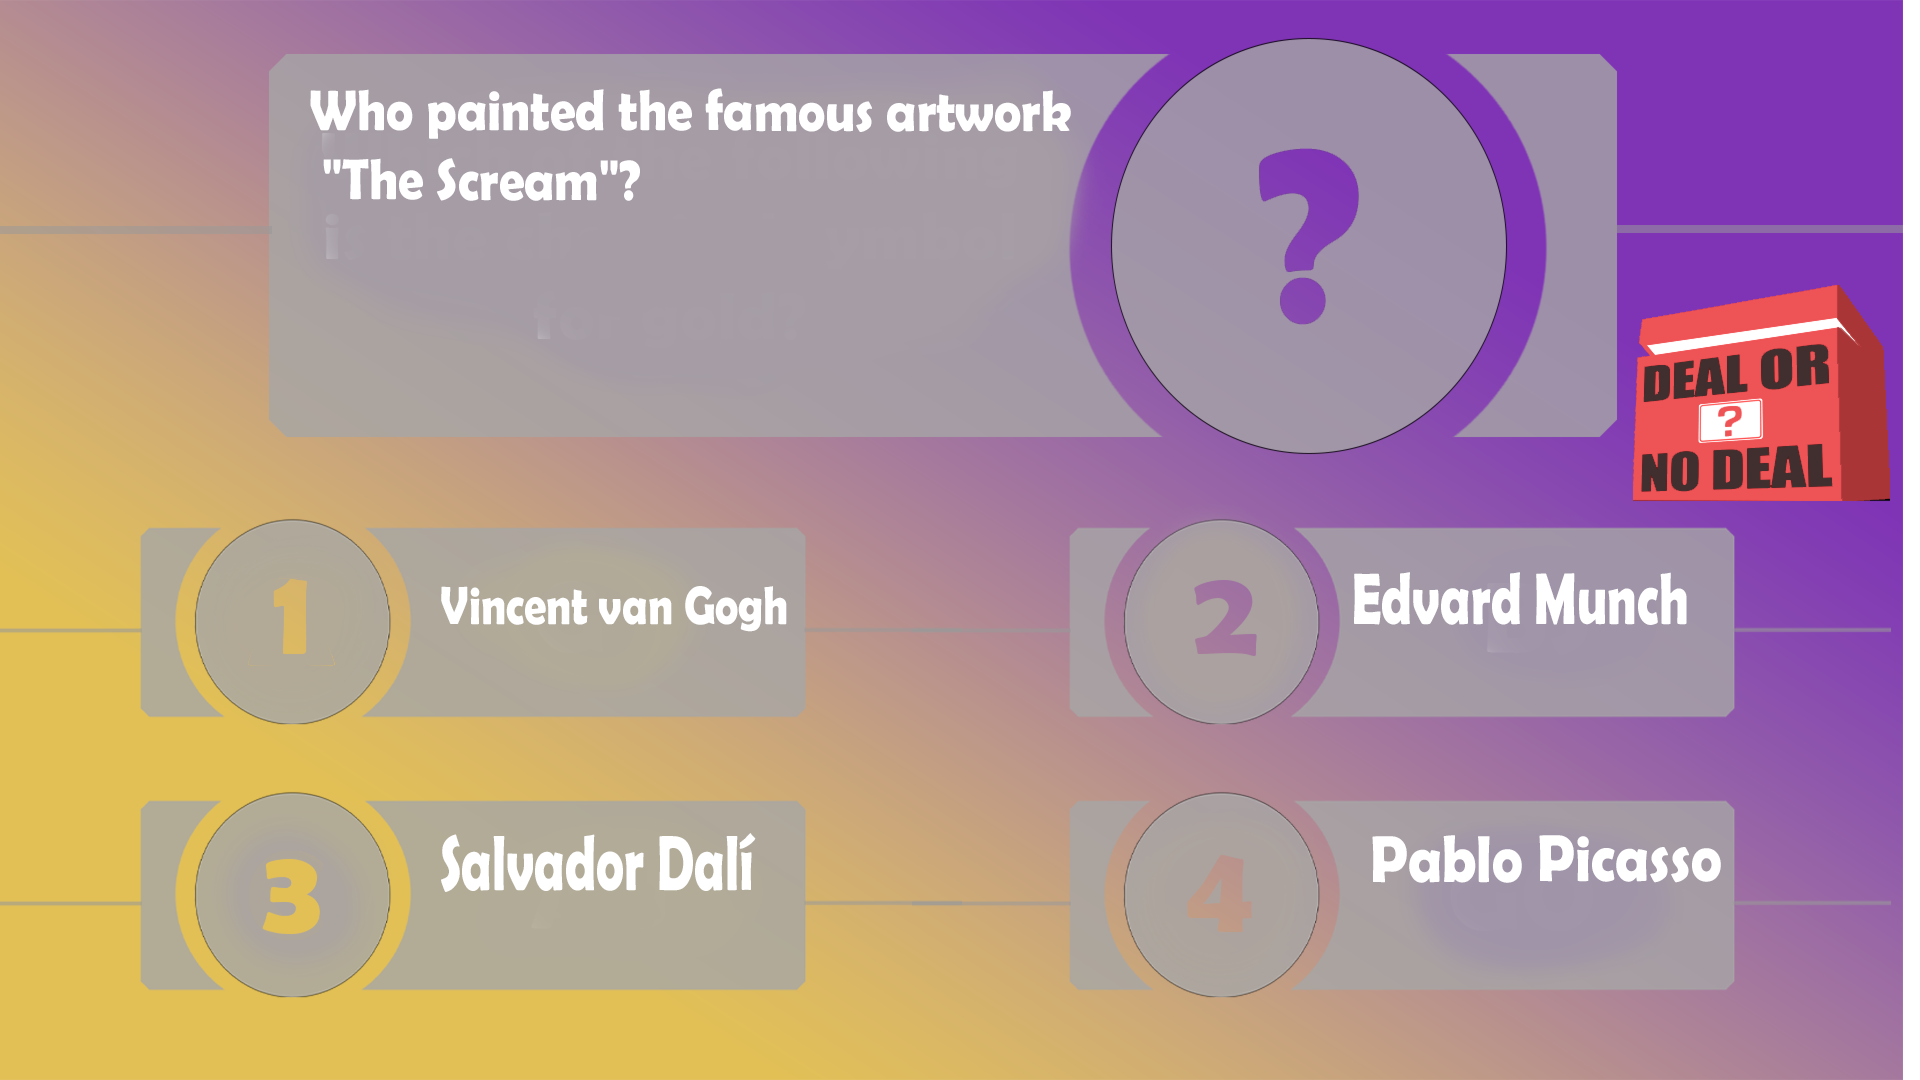 Who painted the famous artwork
"The Scream"?
?
DEAL OR
?
NO DEAL
1
Vincent van Gogh
2
Edvard Munch
3
Salvador Dalí
4
Pablo Picasso